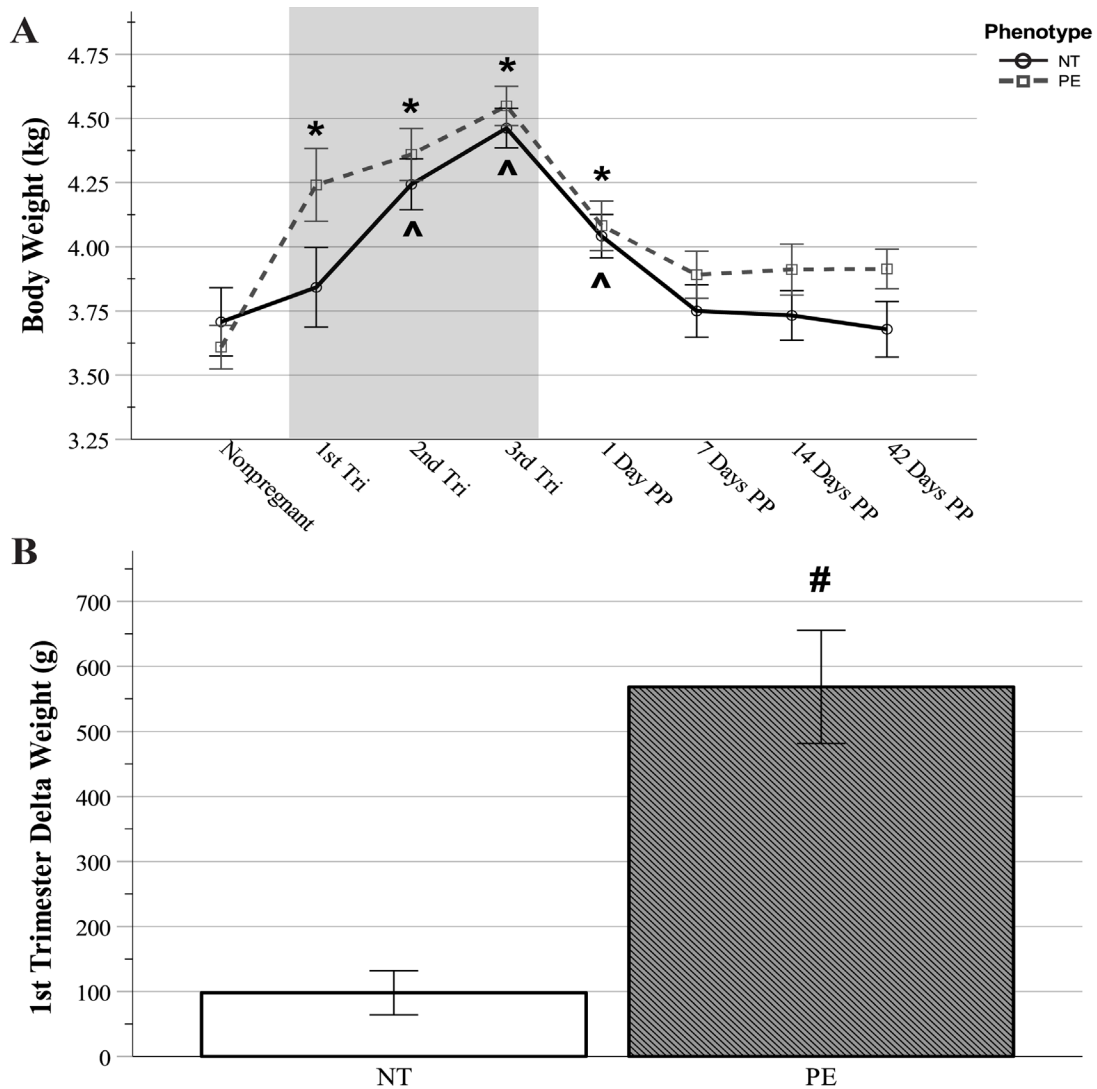 A
Phenotype
NT
PE
Body Weight (kg)
4.75
4.50
4.25
4.00
3.75
3.50
3.25
*
*
*
*
^
^
^
Nonpregnant
1st Tri
2nd Tri
3rd Tri
1 Day PP
7 Days PP
14 Days PP
42 Days PP
B
1st Trimester Delta Weight (g)
700
600
500
400
300
200
100
0
#
NT
PE